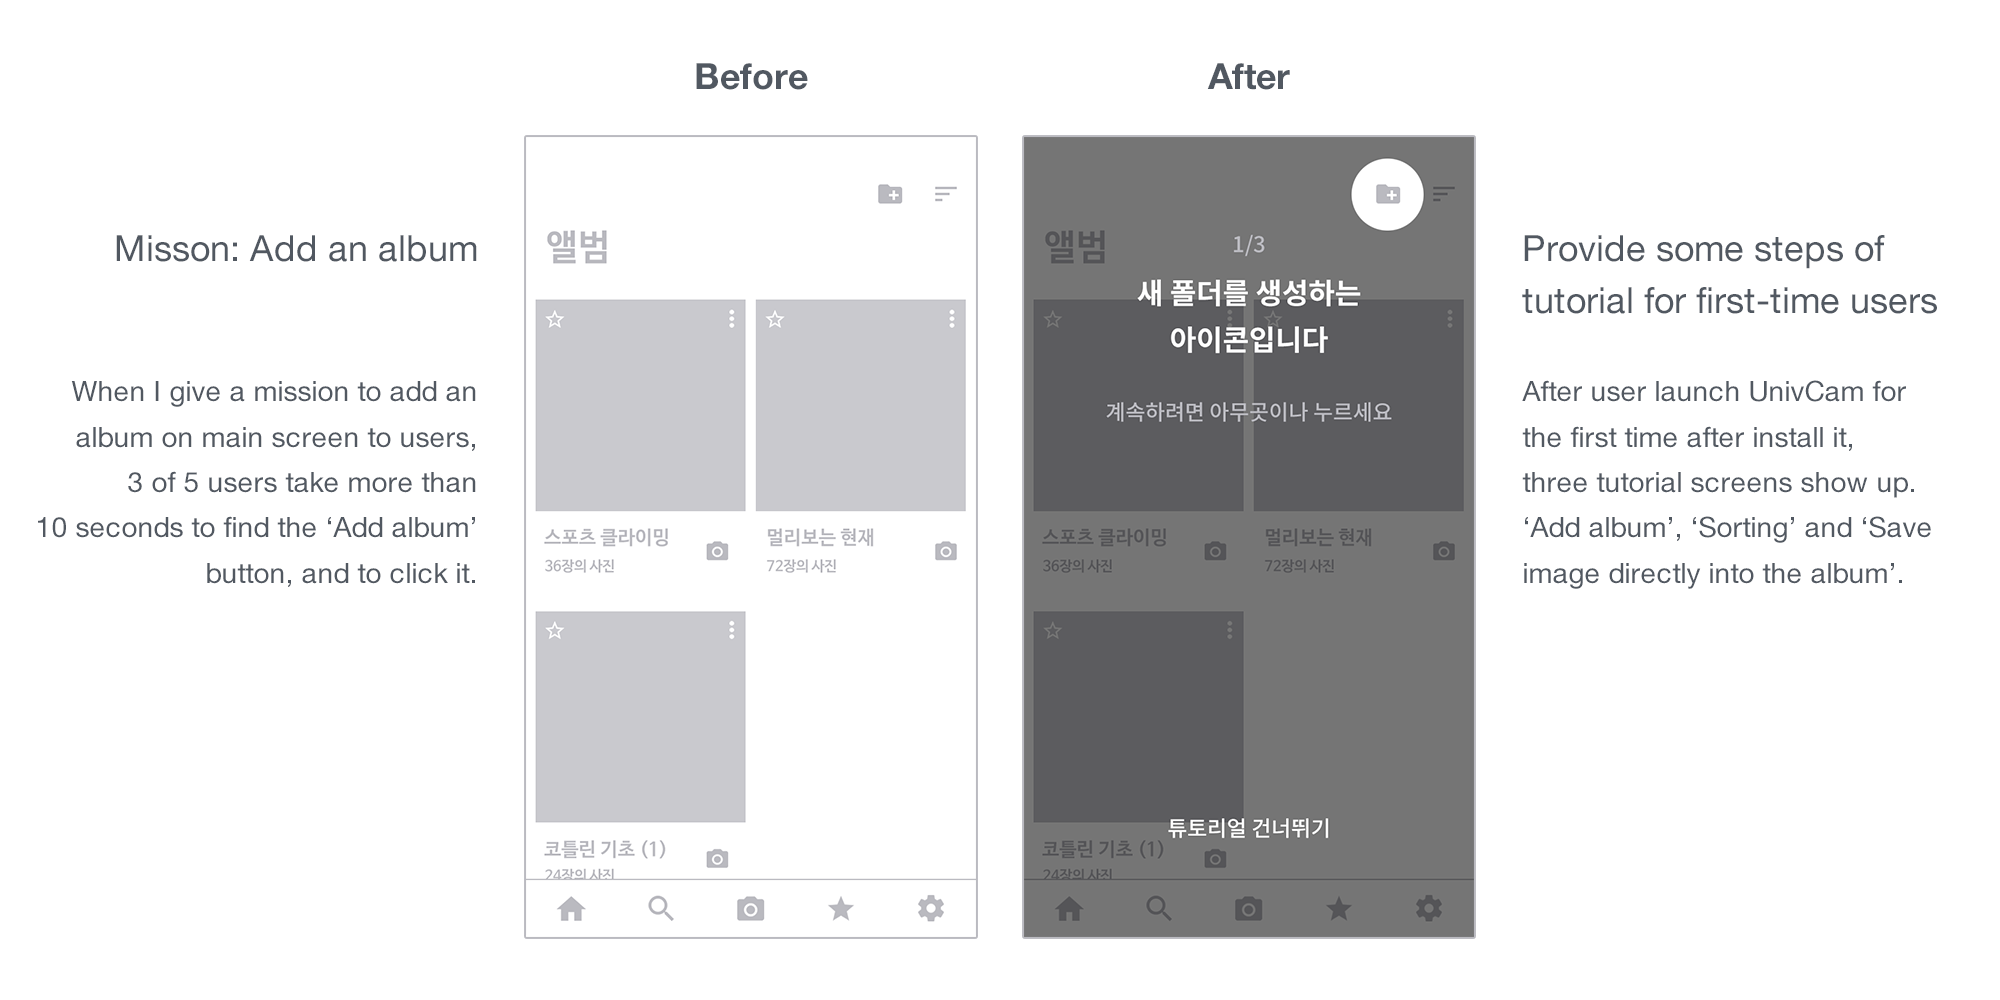 Before
After
Misson: Add an album
When I give a mission to add an
album on main screen to users,
3 of 5 users take more than
10 seconds to find the ‘Add album’
button, and to click it.
앨범
스포츠 클라이밍
36장의 사진
멀리보는 현재
72장의 사진
코틀린 기초 (1)
24장의 사진
앨범
1/3
새 폴더를 생성하는
아이콘입니다
계속하려면 아무곳이나 누르세요
스포츠 클라이밍
36장의 사진
멀리보는 현재
72장의 사진
튜토리얼 건너뛰기
코틀린 기초 (1)
24장의 사진
Provide some steps of
tutorial for first-time users
After user launch UnivCam for
the first time after install it,
three tutorial screens show up.
‘Add album’, ‘Sorting’ and ‘Save
image directly into the album’.